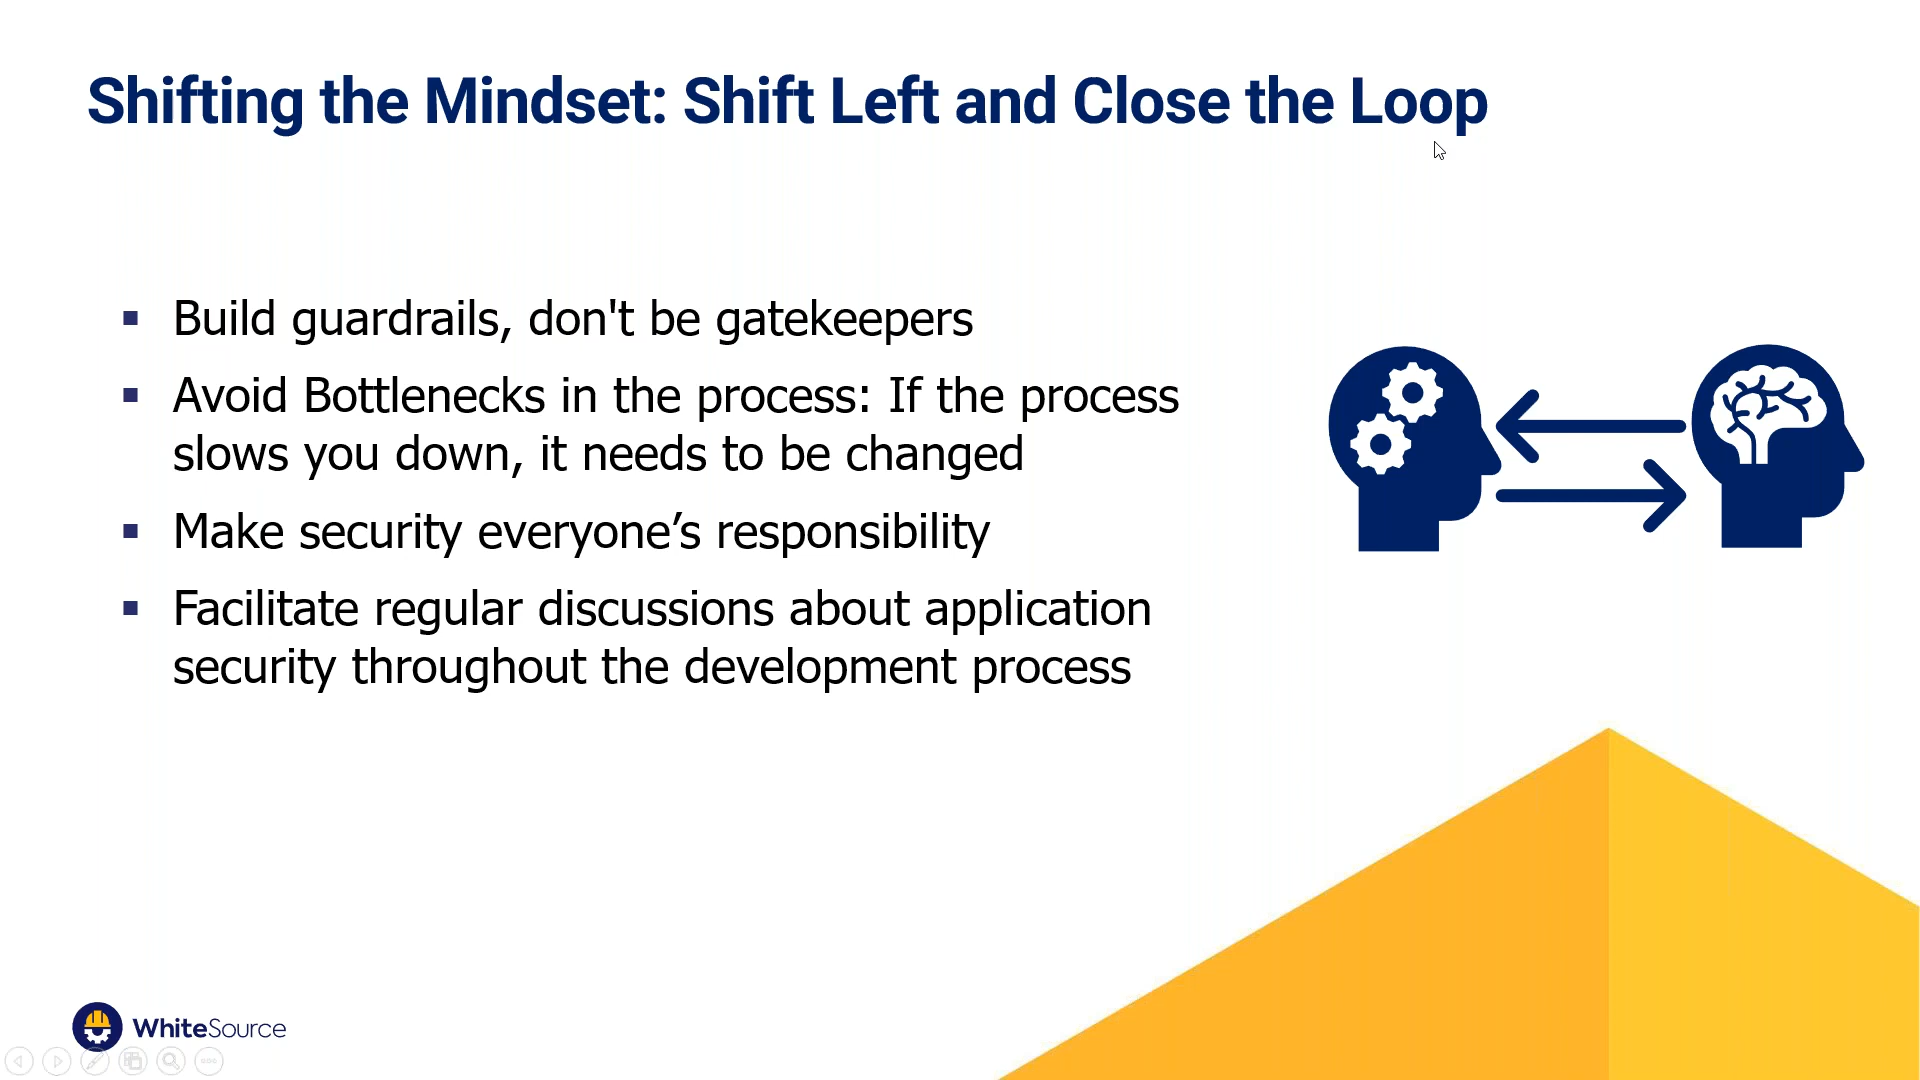 Shifting the Mindset: Shift Left and Close the Loop
▪ Build guardrails, don't be gatekeepers
▪ Avoid Bottlenecks in the process: If the process
slows you down, it needs to be changed
▪ Make security everyone’s responsibility
▪ Facilitate regular discussions about application
security throughout the development process
WhiteSource